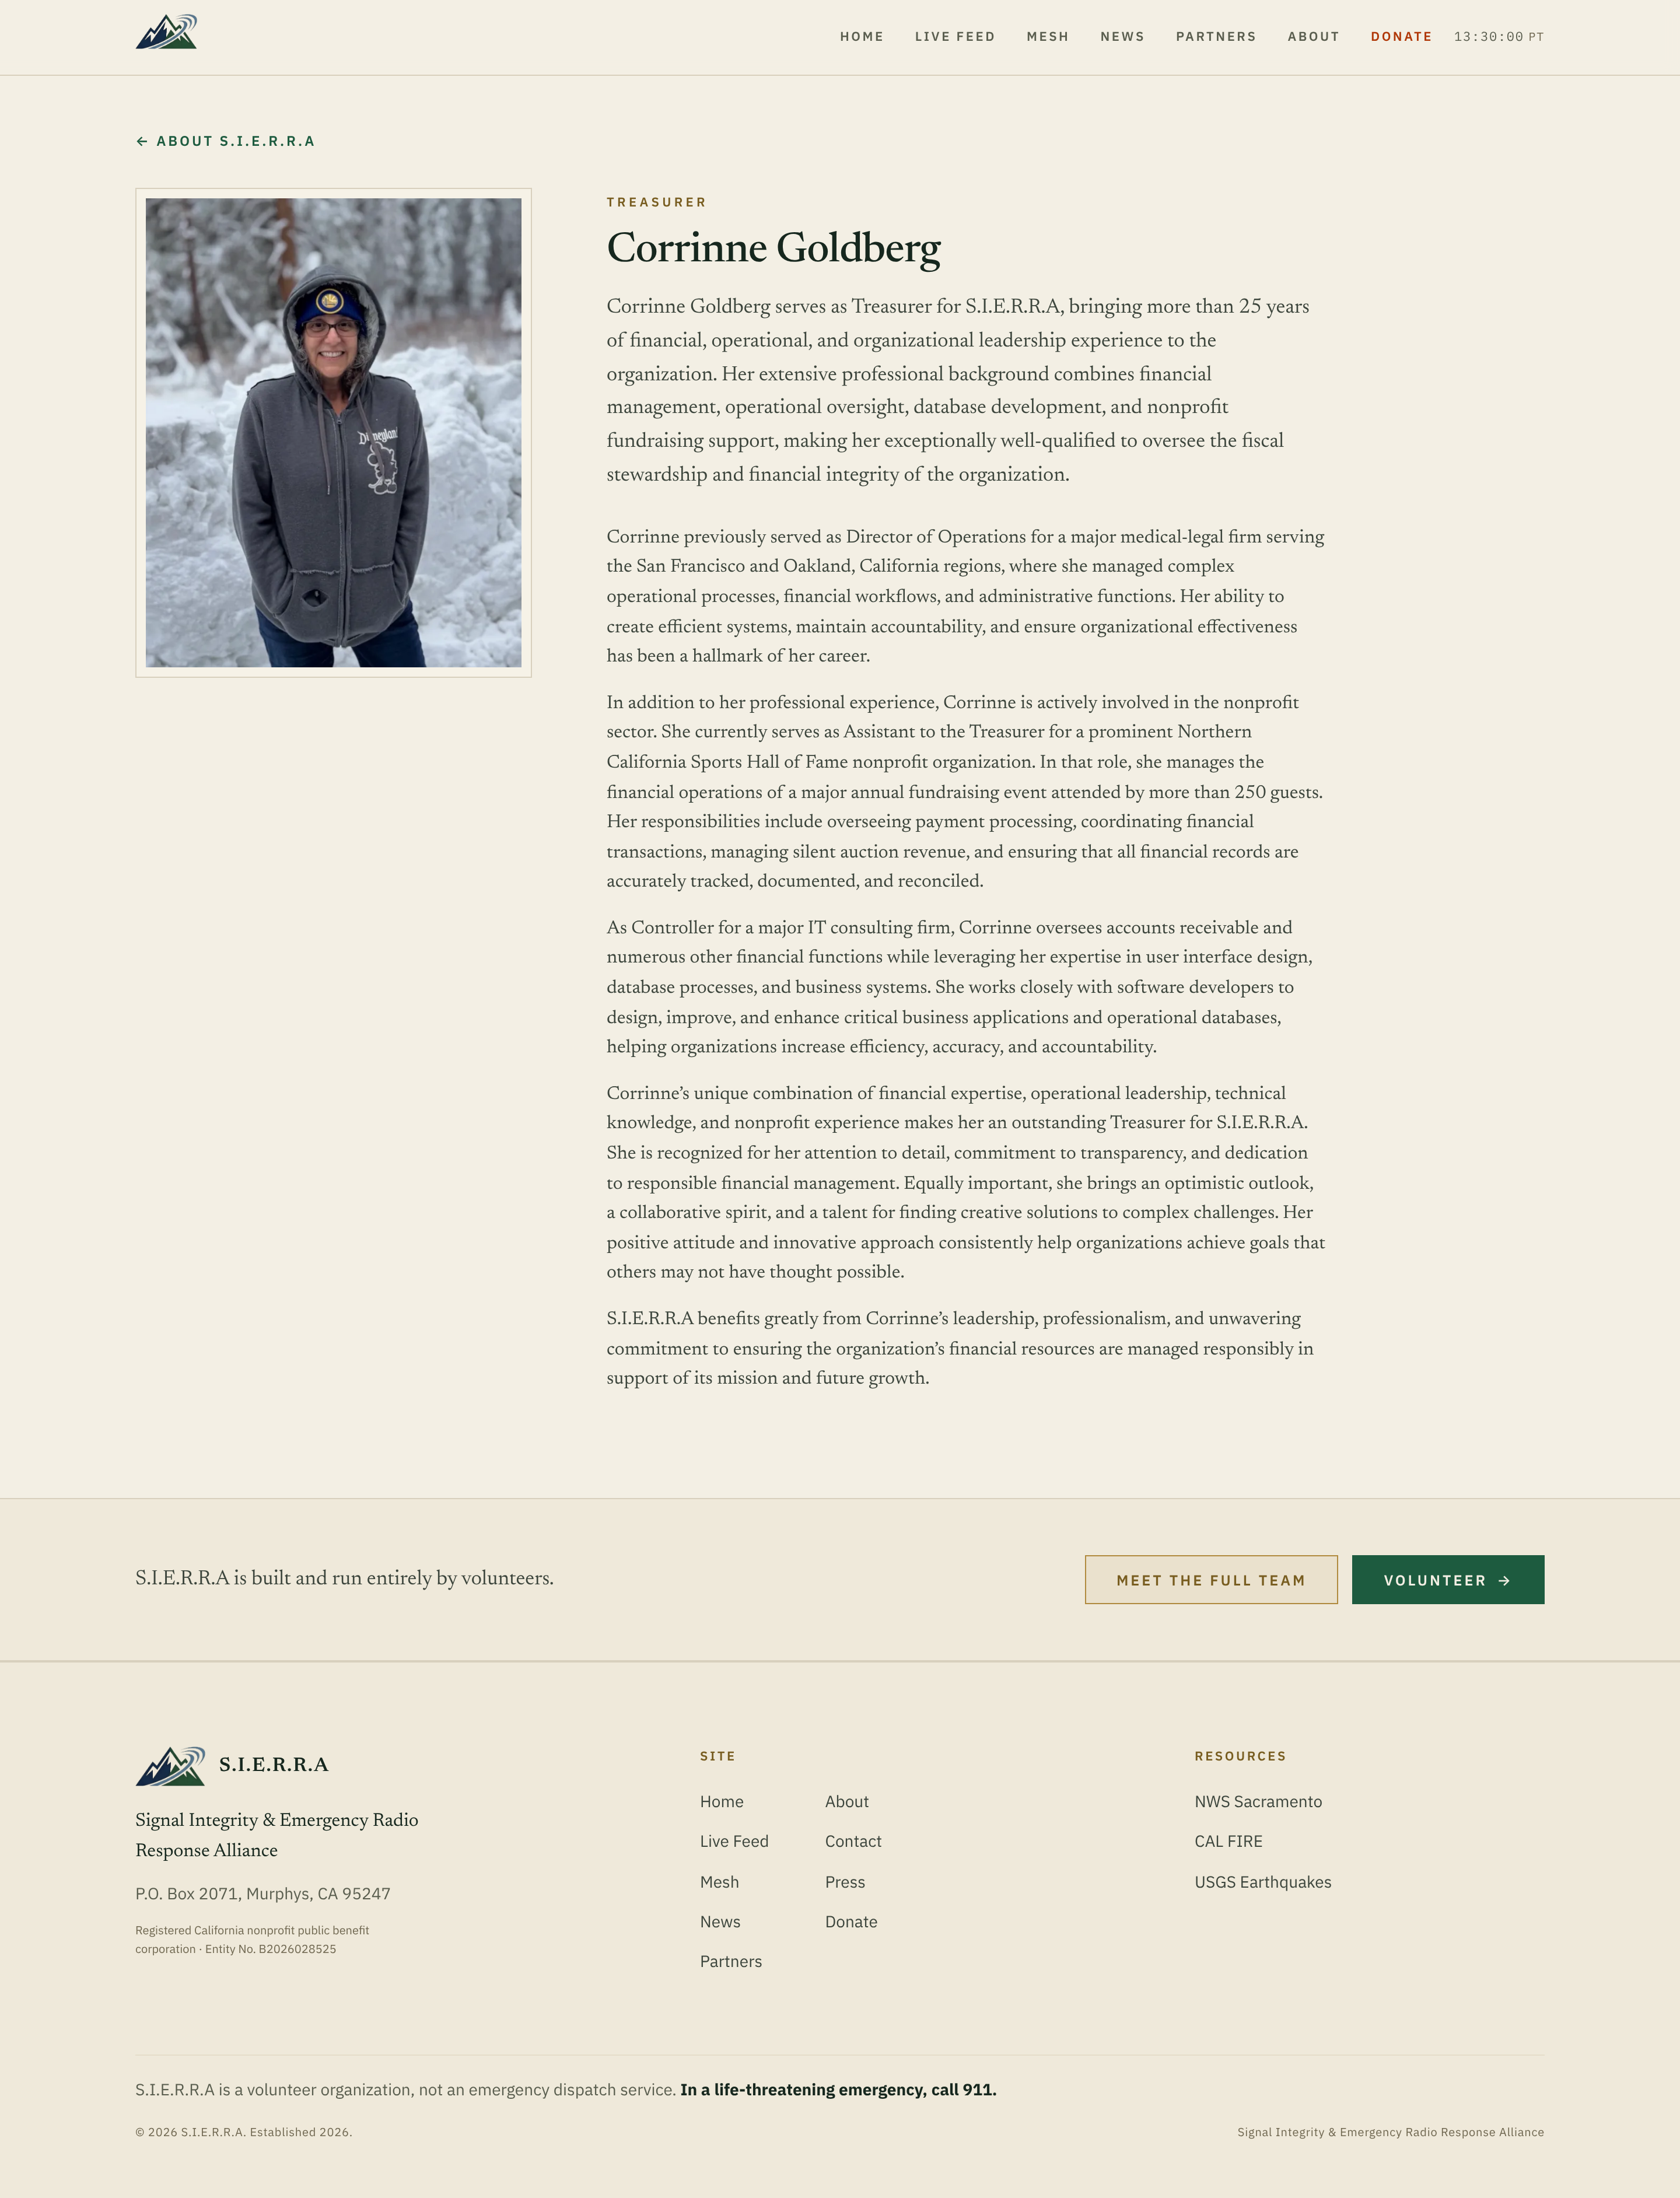 HOME LIVE FEED MESH NEWS PARTNERS ABOUT DONATE 13:30:00 PT
← ABOUT S.I.E.R.R.A
Disneyland
TREASURER
Corrinne Goldberg
Corrinne Goldberg serves as Treasurer for S.I.E.R.R.A, bringing more than 25 years
of financial, operational, and organizational leadership experience to the
organization. Her extensive professional background combines financial
management, operational oversight, database development, and nonprofit
fundraising support, making her exceptionally well-qualified to oversee the fiscal
stewardship and financial integrity of the organization.
Corrinne previously served as Director of Operations for a major medical-legal firm serving
the San Francisco and Oakland, California regions, where she managed complex
operational processes, financial workflows, and administrative functions. Her ability to
create efficient systems, maintain accountability, and ensure organizational effectiveness
has been a hallmark of her career.
In addition to her professional experience, Corrinne is actively involved in the nonprofit
sector. She currently serves as Assistant to the Treasurer for a prominent Northern
California Sports Hall of Fame nonprofit organization. In that role, she manages the
financial operations of a major annual fundraising event attended by more than 250 guests.
Her responsibilities include overseeing payment processing, coordinating financial
transactions, managing silent auction revenue, and ensuring that all financial records are
accurately tracked, documented, and reconciled.
As Controller for a major IT consulting firm, Corrinne oversees accounts receivable and
numerous other financial functions while leveraging her expertise in user interface design,
database processes, and business systems. She works closely with software developers to
design, improve, and enhance critical business applications and operational databases,
helping organizations increase efficiency, accuracy, and accountability.
Corrinne’s unique combination of financial expertise, operational leadership, technical
knowledge, and nonprofit experience makes her an outstanding Treasurer for S.I.E.R.R.A.
She is recognized for her attention to detail, commitment to transparency, and dedication
to responsible financial management. Equally important, she brings an optimistic outlook,
a collaborative spirit, and a talent for finding creative solutions to complex challenges. Her
positive attitude and innovative approach consistently help organizations achieve goals that
others may not have thought possible.
S.I.E.R.R.A benefits greatly from Corrinne’s leadership, professionalism, and unwavering
commitment to ensuring the organization’s financial resources are managed responsibly in
support of its mission and future growth.
S.I.E.R.R.A is built and run entirely by volunteers.
MEET THE FULL TEAM
VOLUNTEER →
S.I.E.R.R.A
Signal Integrity & Emergency Radio
Response Alliance
P.O. Box 2071, Murphys, CA 95247
Registered California nonprofit public benefit
corporation · Entity No. B2026028525
SITE
Home
Live Feed
Mesh
News
Partners
About
Contact
Press
Donate
RESOURCES
NWS Sacramento
CAL FIRE
USGS Earthquakes
S.I.E.R.R.A is a volunteer organization, not an emergency dispatch service. In a life-threatening emergency, call 911.
© 2026 S.I.E.R.R.A. Established 2026.
Signal Integrity & Emergency Radio Response Alliance